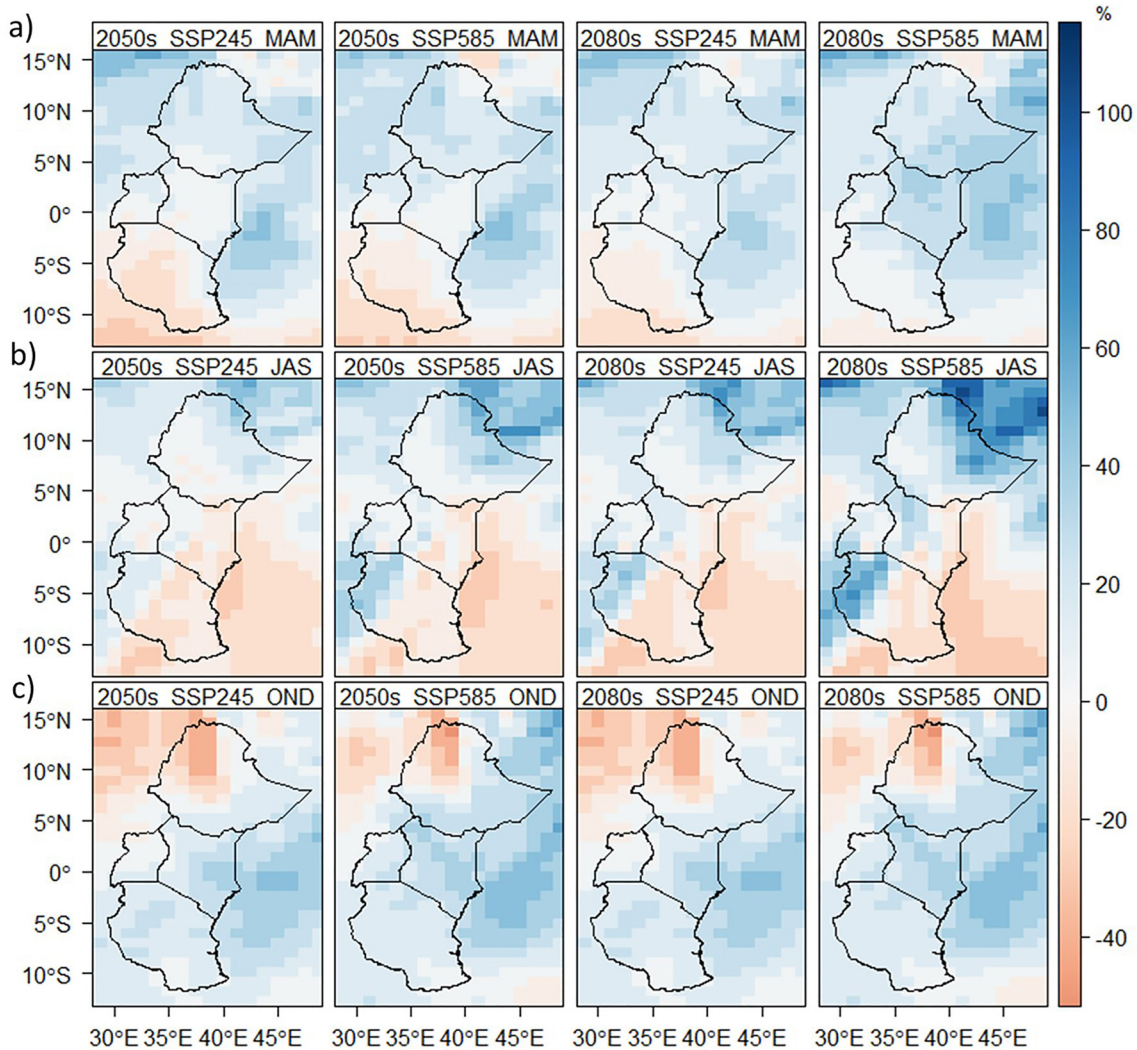 a)
2050s SSP245 MAM
2050s SSP585 MAM
2080s SSP245 MAM
2080s SSP585 MAM
%
15°N
10°N
5°N
0°
5°S
10°S
b)
2050s SSP245 JAS
2050s SSP585 JAS
2080s SSP245 JAS
2080s SSP585 JAS
15°N
10°N
5°N
0°
5°S
10°S
c)
2050s SSP245 OND
2050s SSP585 OND
2080s SSP245 OND
2080s SSP585 OND
15°N
10°N
5°N
0°
5°S
10°S
30°E 35°E 40°E 45°E
30°E 35°E 40°E 45°E
30°E 35°E 40°E 45°E
30°E 35°E 40°E 45°E
100
80
60
40
20
0
-20
-40